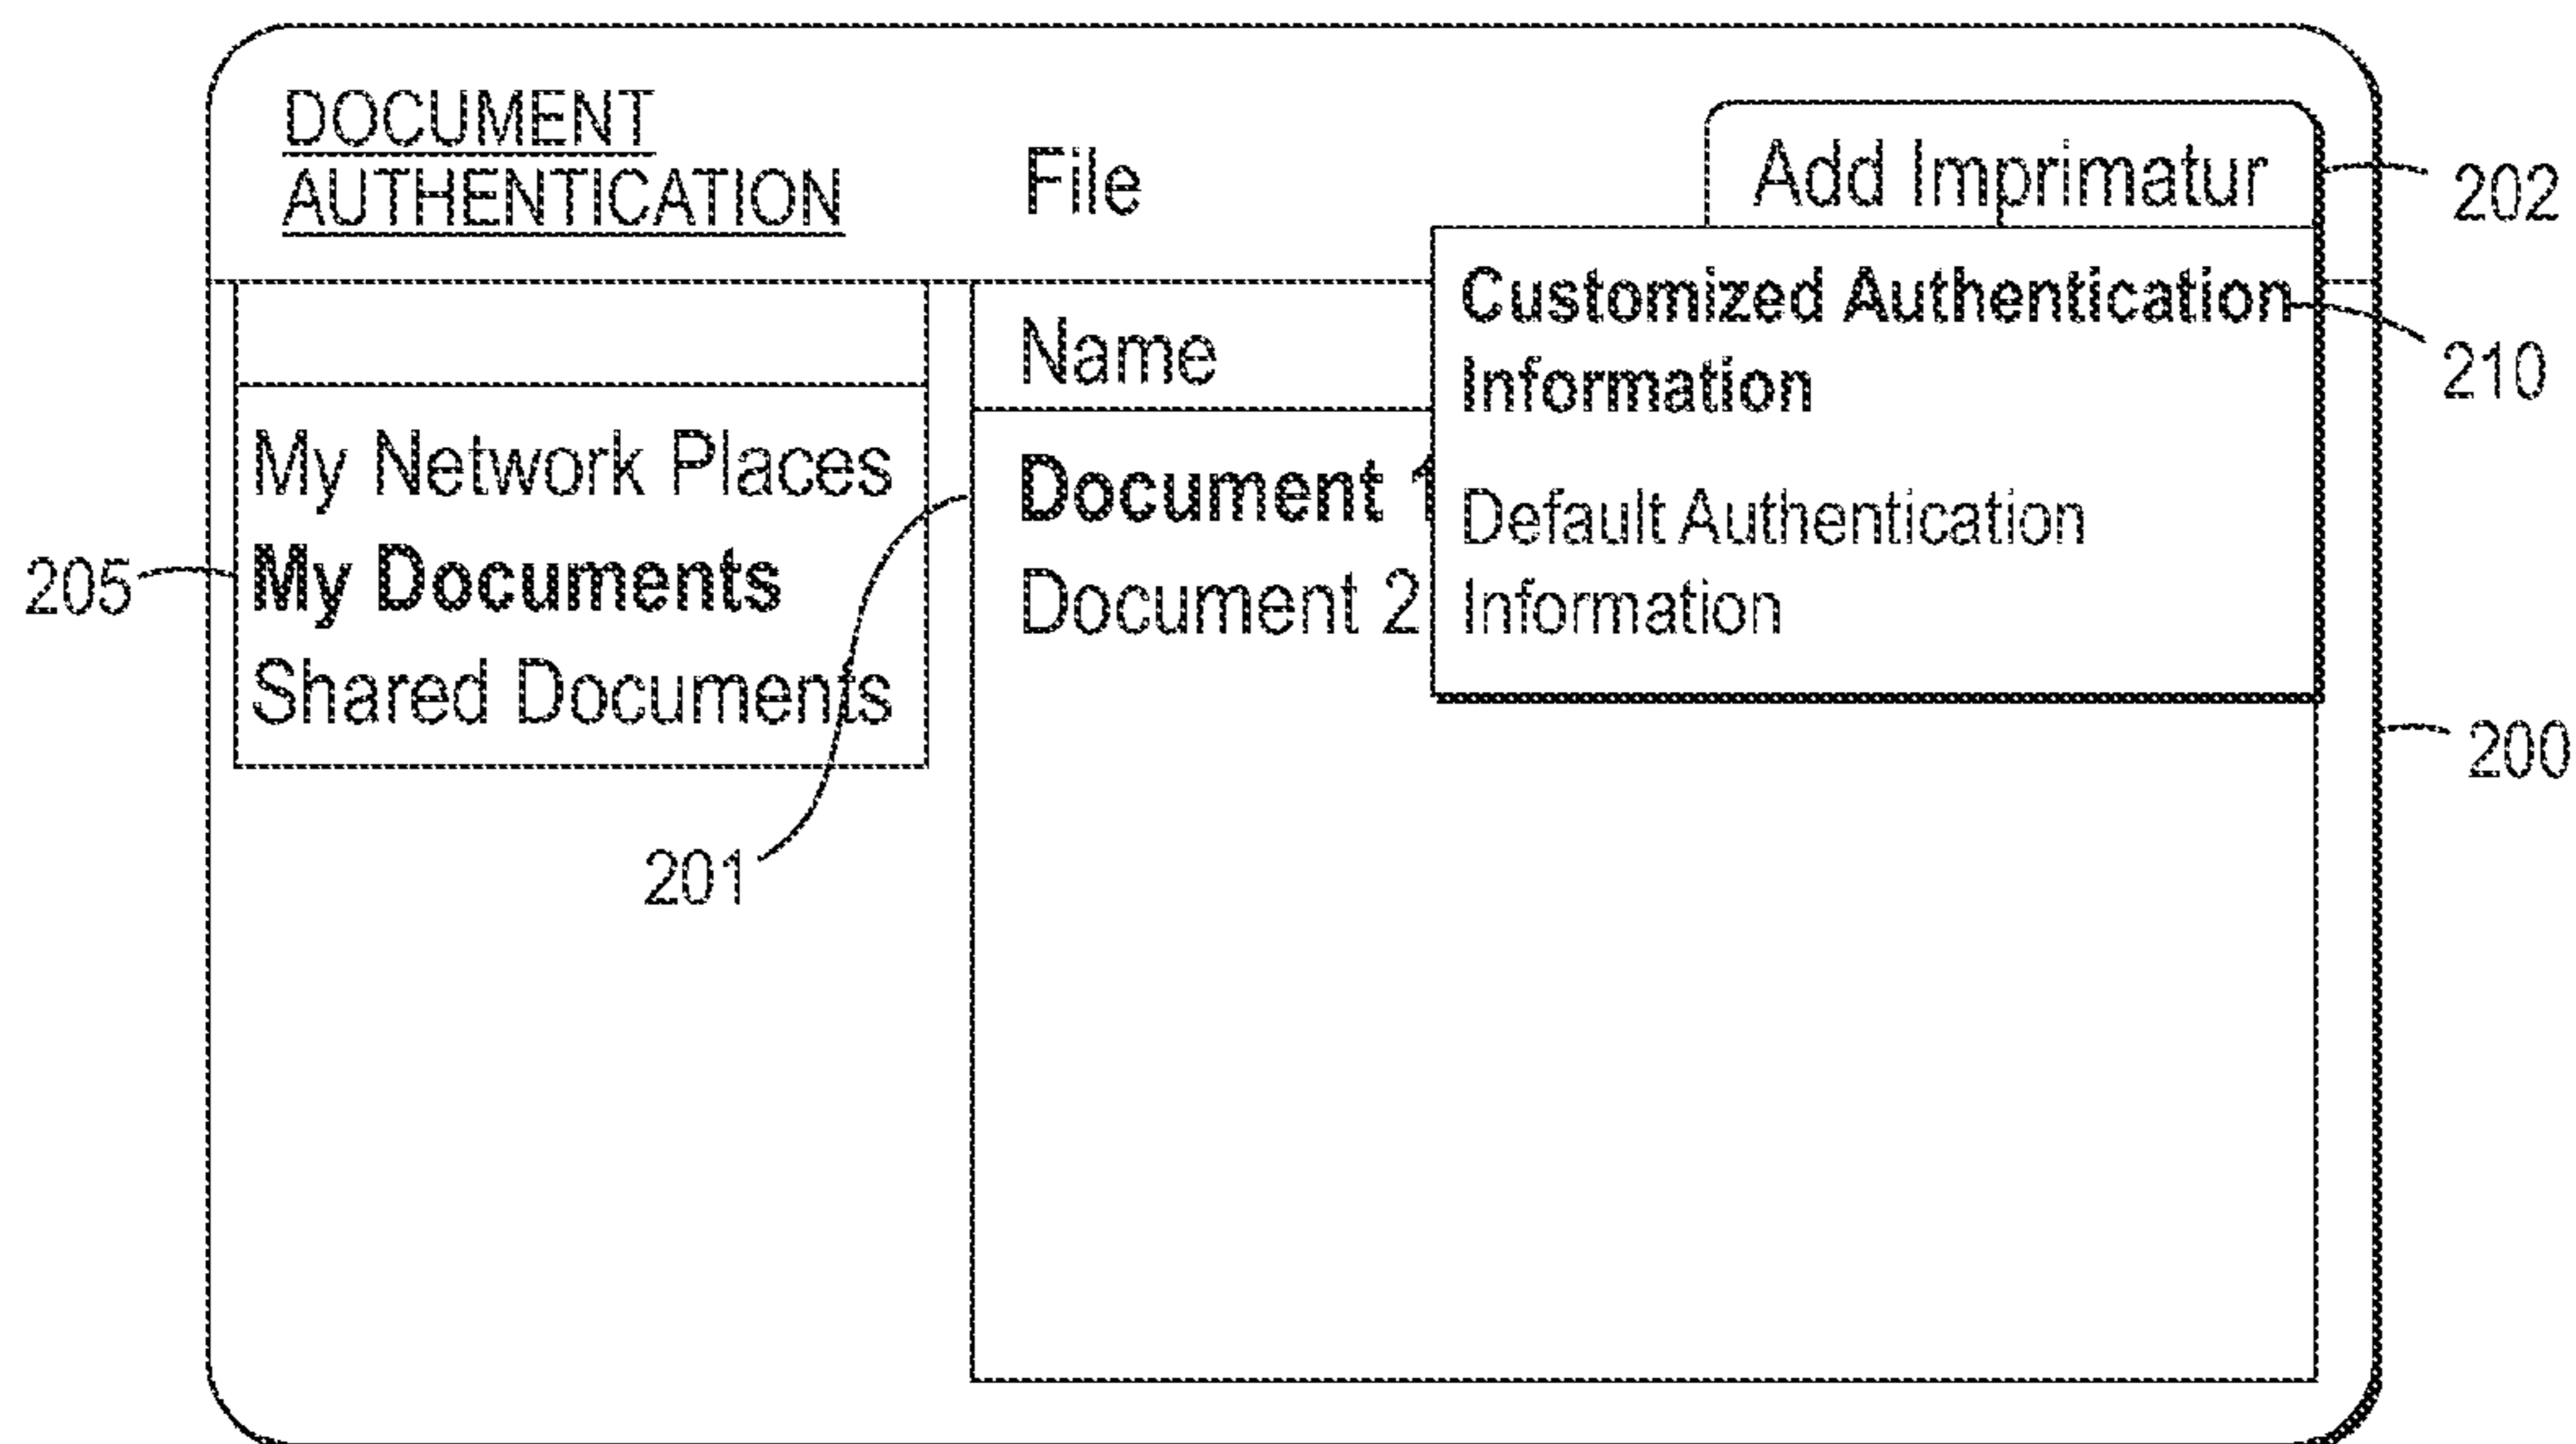 DOCUMENT
AUTHENTICATION
File
Add Imprimatur
202
Customized Authentication
Information
210
Default Authentication
Information
Name
Document 1
Document 2
My Network Places
My Documents
Shared Documents
205
201
200